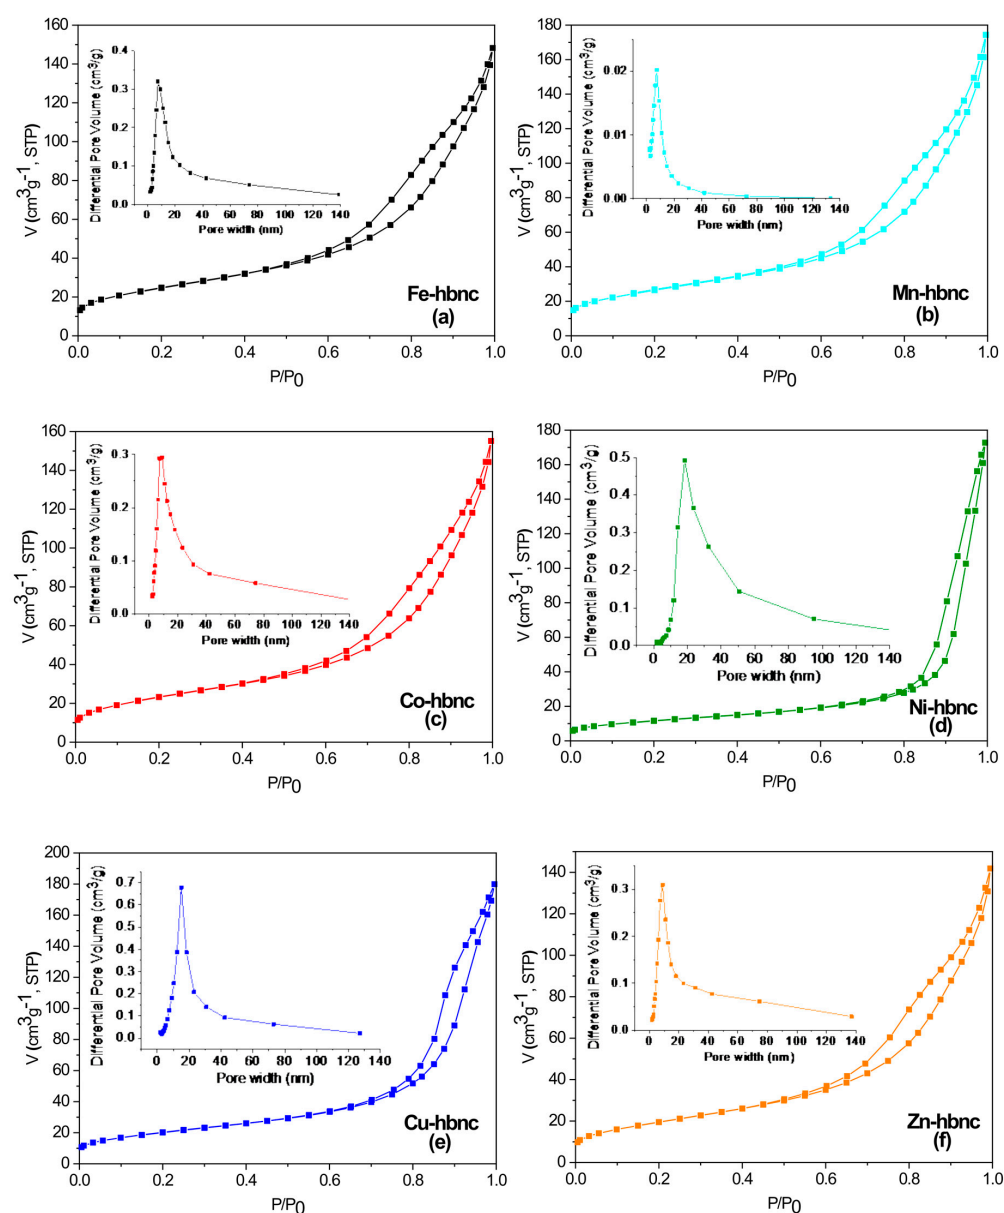 160
140
120
100
80
60
40
20
0
V (cm3g-1, STP)
0.0 0.2 0.4 0.6 0.8 1.0
P/P0
0.4
0.3
0.2
0.1
0.0
Differential Pore Volume (cm3/g)
0 20 40 60 80 100 120 140
Pore width (nm)
Fe-hbnc
(a)
180
160
140
120
100
80
60
40
20
0
V (cm3g-1, STP)
0.0 0.2 0.4 0.6 0.8 1.0
P/P0
0.02
0.01
0.00
Differential Pore Volume (cm3/g)
0 20 40 60 80 100 120 140
Pore width (nm)
Mn-hbnc
(b)
160
140
120
100
80
60
40
20
0
V (cm3g-1, STP)
0.0 0.2 0.4 0.6 0.8 1.0
P/P0
0.3
0.2
0.1
0.0
Differential Pore Volume (cm3/g)
0 20 40 60 80 100 120 140
Pore width (nm)
Co-hbnc
(c)
180
160
140
120
100
80
60
40
20
0
V (cm3g-1, STP)
0.0 0.2 0.4 0.6 0.8 1.0
P/P0
0.5
0.4
0.3
0.2
0.1
0.0
Differential Pore Volume (cm3/g)
0 20 40 60 80 100 120 140
Pore width (nm)
Ni-hbnc
(d)
200
180
160
140
120
100
80
60
40
20
0
V (cm3g-1, STP)
0.0 0.2 0.4 0.6 0.8 1.0
P/P0
0.7
0.6
0.5
0.4
0.3
0.2
0.1
0.0
Differential Pore Volume (cm3/g)
0 20 40 60 80 100 120 140
Pore width (nm)
Cu-hbnc
(e)
140
120
100
80
60
40
20
0
V (cm3g-1, STP)
0.0 0.2 0.4 0.6 0.8 1.0
P/P0
0.3
0.2
0.1
0.0
Differential Pore Volume (cm3/g)
0 20 40 60 80 100 120 140
Pore width (nm)
Zn-hbnc
(f)